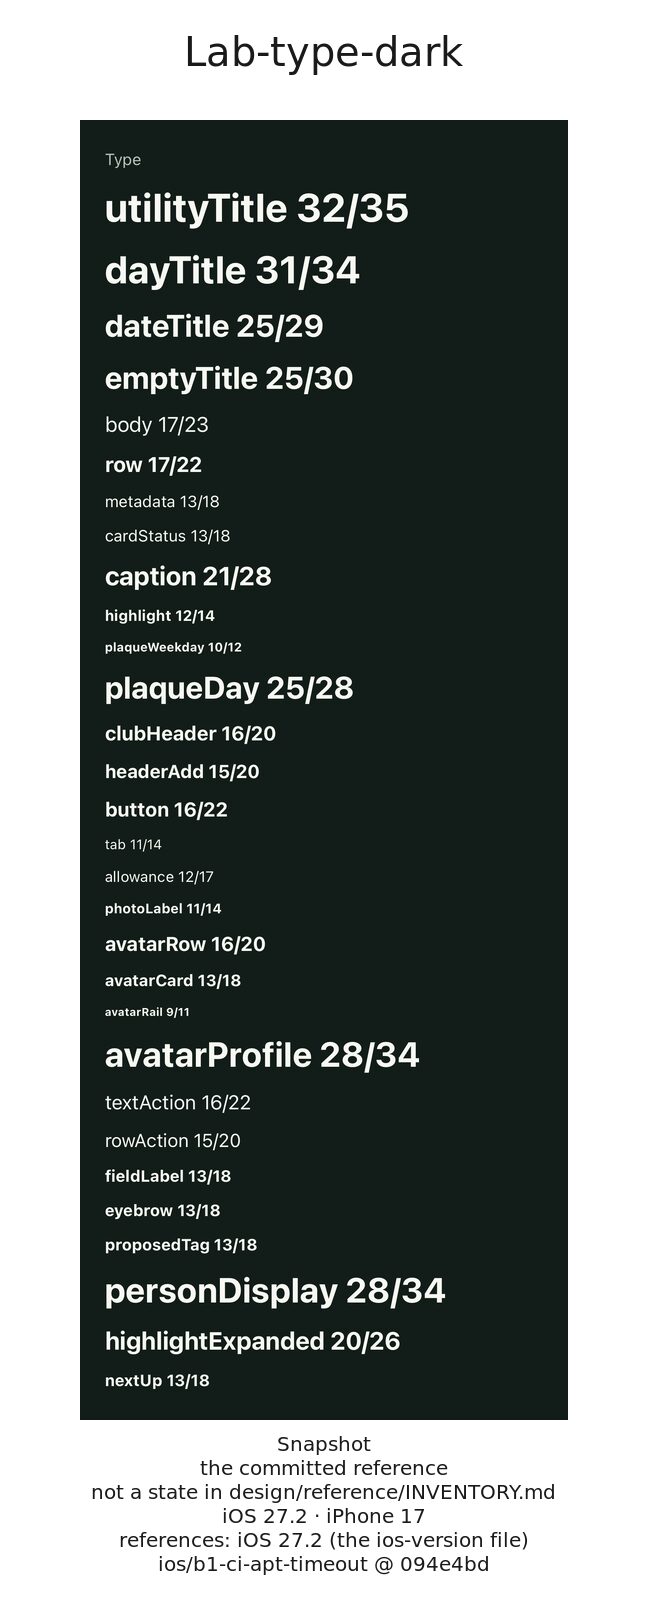 Lab-type-dark
Type
utilityTitle 32/35
dayTitle 31/34
dateTitle 25/29
emptyTitle 25/30
body 17/23
row 17/22
metadata 13/18
cardStatus 13/18
caption 21/28
highlight 12/14
plaqueWeekday 10/12
plaqueDay 25/28
clubHeader 16/20
headerAdd 15/20
button 16/22
tab 11/14
allowance 12/17
photoLabel 11/14
avatarRow 16/20
avatarCard 13/18
avatarRail 9/11
avatarProfile 28/34
textAction 16/22
rowAction 15/20
fieldLabel 13/18
eyebrow 13/18
proposedTag 13/18
personDisplay 28/34
highlightExpanded 20/26
nextUp 13/18
Snapshot
the committed reference
not a state in design/reference/INVENTORY.md
iOS 27.2 · iPhone 17
references: iOS 27.2 (the ios-version file)
ios/b1-ci-apt-timeout @ 094e4bd